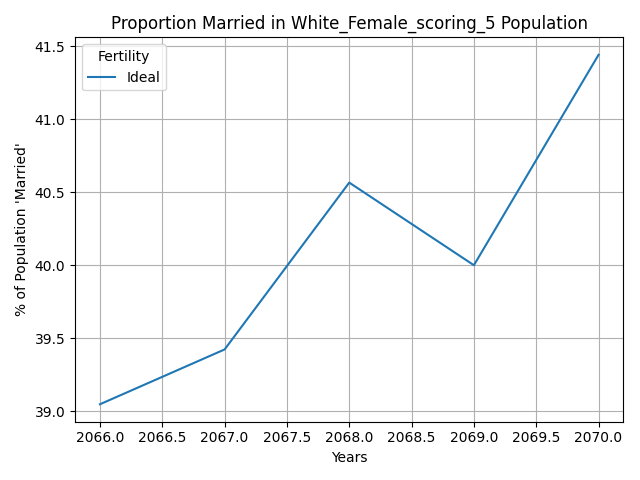 Proportion Married in White_Female_scoring_5 Population
Fertility
Ideal
% of Population 'Married'
41.5
41.0
40.5
40.0
39.5
39.0
2066.0 2066.5 2067.0 2067.5 2068.0 2068.5 2069.0 2069.5 2070.0
Years